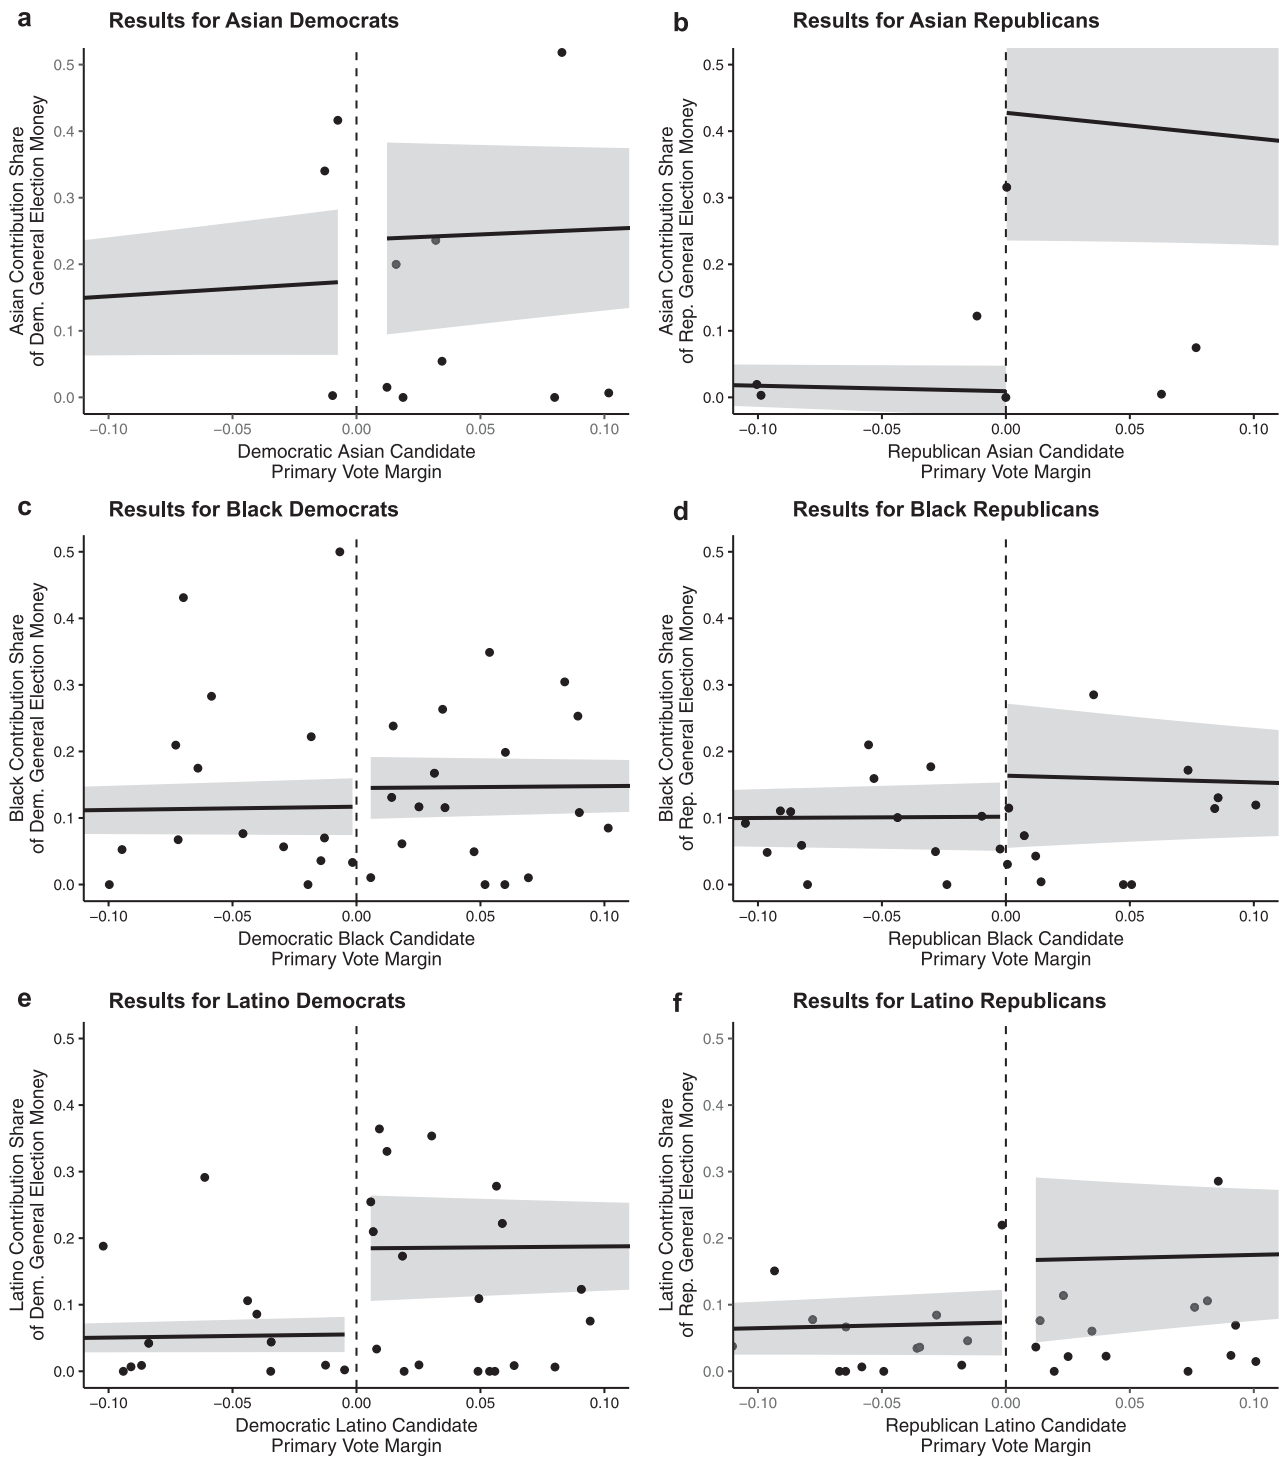 a Results for Asian Democrats
Asian Contribution Share
of Dem. General Election Money
0.5
0.4
0.3
0.2
0.1
0.0
−0.10 −0.05 0.00 0.05 0.10
Democratic Asian Candidate
Primary Vote Margin
b Results for Asian Republicans
Asian Contribution Share
of Rep. General Election Money
0.5
0.4
0.3
0.2
0.1
0.0
−0.10 −0.05 0.00 0.05 0.10
Republican Asian Candidate
Primary Vote Margin
c Results for Black Democrats
Black Contribution Share
of Dem. General Election Money
0.5
0.4
0.3
0.2
0.1
0.0
−0.10 −0.05 0.00 0.05 0.10
Democratic Black Candidate
Primary Vote Margin
d Results for Black Republicans
Black Contribution Share
of Rep. General Election Money
0.5
0.4
0.3
0.2
0.1
0.0
−0.10 −0.05 0.00 0.05 0.10
Republican Black Candidate
Primary Vote Margin
e Results for Latino Democrats
Latino Contribution Share
of Dem. General Election Money
0.5
0.4
0.3
0.2
0.1
0.0
−0.10 −0.05 0.00 0.05 0.10
Democratic Latino Candidate
Primary Vote Margin
f Results for Latino Republicans
Latino Contribution Share
of Rep. General Election Money
0.5
0.4
0.3
0.2
0.1
0.0
−0.10 −0.05 0.00 0.05 0.10
Republican Latino Candidate
Primary Vote Margin